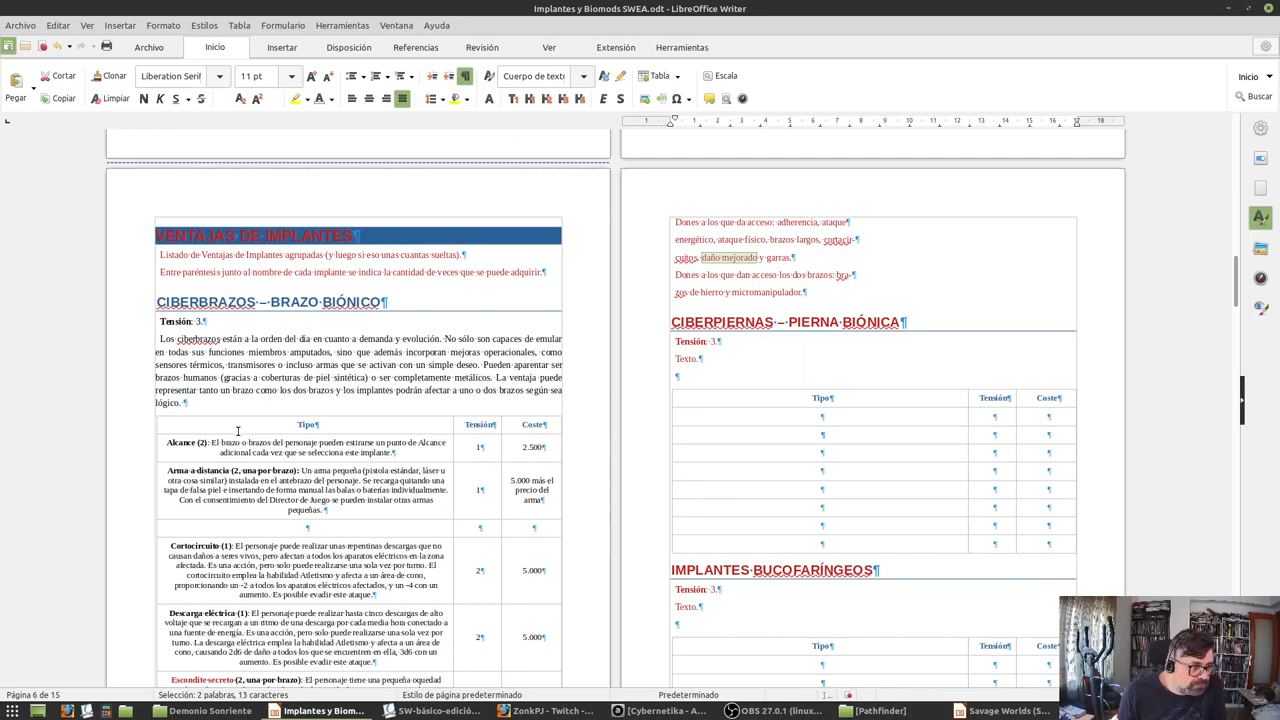 Implantes y Biomods SWEA.odt - LibreOffice Writer
Archivo Editar Ver Insertar Formato Estilos Tabla Formulario Herramientas Ventana Ayuda
Archivo Inicio Insertar Disposición Referencias Revisión Ver Extensión Herramientas
Pegar Cortar Copiar Clonar Limpiar Liberation Serif 11 pt Cuerpo de texto Tabla Escala Inicio Buscar
VENTAJAS·DE·IMPLANTES¶
Listado·de·Ventajas·de·Implantes·agrupadas·(y·luego·si·eso·unas·cuantas·sueltas).¶
Entre·paréntesis·junto·al·nombre·de·cada·implante·se·indica·la·cantidad·de·veces·que·se·puede·adquirir.¶
CIBERBRAZOS·–·BRAZO·BIÓNICO¶
Tensión:·3.¶
Los·ciberbrazos·están·a·la·orden·del·día·en·cuanto·a·demanda·y·evolución.·No·sólo·son·capaces·de·emular·
en·todas·sus·funciones·miembros·amputados,·sino·que·además·incorporan·mejoras·operacionales,·como·
sensores·térmicos,·transmisores·o·incluso·armas·que·se·activan·con·un·simple·deseo.·Pueden·aparentar·ser·
brazos·humanos·(gracias·a·coberturas·de·piel·sintética)·o·ser·completamente·metálicos.·La·ventaja·puede·
representar·tanto·un·brazo·como·los·dos·brazos·y·los·implantes·podrán·afectar·a·uno·o·dos·brazos·según·sea·
lógico.·¶
Tipo¶ Tensión¶ Coste¶
Alcance·(2):·El·brazo·o·brazos·del·personaje·pueden·estirarse·un·punto·de·Alcance·
adicional·cada·vez·que·se·selecciona·este·implante.¶
1¶ 2.500¶
Arma·a·distancia·(2,·una·por·brazo):·Un·arma·pequeña·(pistola·estándar,·láser·u·
otra·cosa·similar)·instalada·en·el·antebrazo·del·personaje.·Se·recarga·quitando·una·
tapa·de·falsa·piel·e·insertando·de·forma·manual·las·balas·o·baterías·individualmente.·
Con·el·consentimiento·del·Director·de·Juego·se·pueden·instalar·otras·armas·
pequeñas.·¶
1¶ 5.000·más·el·
precio·del·
arma¶
¶ ¶ ¶
Cortocircuito·(1):·El·personaje·puede·realizar·unas·repentinas·descargas·que·no·
causan·daños·a·seres·vivos,·pero·afectan·a·todos·los·aparatos·eléctricos·en·la·zona·
afectada.·Es·una·acción,·pero·solo·puede·realizarse·una·sola·vez·por·turno.·El·
cortocircuito·emplea·la·habilidad·Atletismo·y·afecta·a·un·área·de·cono,·
proporcionando·un·-2·a·todos·los·aparatos·eléctricos·afectados,·y·un·-4·con·un·
aumento.·Es·posible·evadir·este·ataque.¶
2¶ 5.000¶
Descarga·eléctrica·(1):·El·personaje·puede·realizar·hasta·cinco·descargas·de·alto·
voltaje·que·se·recargan·a·un·ritmo·de·una·descarga·por·cada·media·hora·conectado·a·
una·fuente·de·energía.·Es·una·acción,·pero·solo·puede·realizarse·una·sola·vez·por·
turno.·La·descarga·eléctrica·emplea·la·habilidad·Atletismo·y·afecta·a·un·área·de·
cono,·causando·2d6·de·daño·a·todos·los·que·se·encuentren·en·ella,·3d6·con·un·
aumento.·Es·posible·evadir·este·ataque.¶
2¶ 5.000¶
Escondite·secreto·(2,·una·por·brazo):·El·personaje·tiene·una·pequeña·oquedad·
Dones·a·los·que·da·acceso:·adherencia,·ataque¶
energético,·ataque·físico,·brazos·largos,·cortacir-¶
cuitos,·daño·mejorado·y·garras.¶
Dones·a·los·que·dan·acceso·los·dos·brazos:·bra-¶
zos·de·hierro·y·micromanipulador.¶
CIBERPIERNAS·–·PIERNA·BIÓNICA¶
Tensión:·3.¶
Texto.¶
¶
Tipo¶ Tensión¶ Coste¶
IMPLANTES·BUCOFARÍNGEOS¶
Tensión:·3.¶
Texto.¶
¶
Tipo¶ Tensión¶
Página 6 de 15 Selección: 2 palabras, 13 caracteres Estilo de página predeterminado Predeterminado
Demonio Sonriente Implantes y Biom... SW-básico-edició... ZonkPJ - Twitch -... [Cybernetika - A... OBS 27.0.1 (linux... [Pathfinder] Savage Worlds (S...